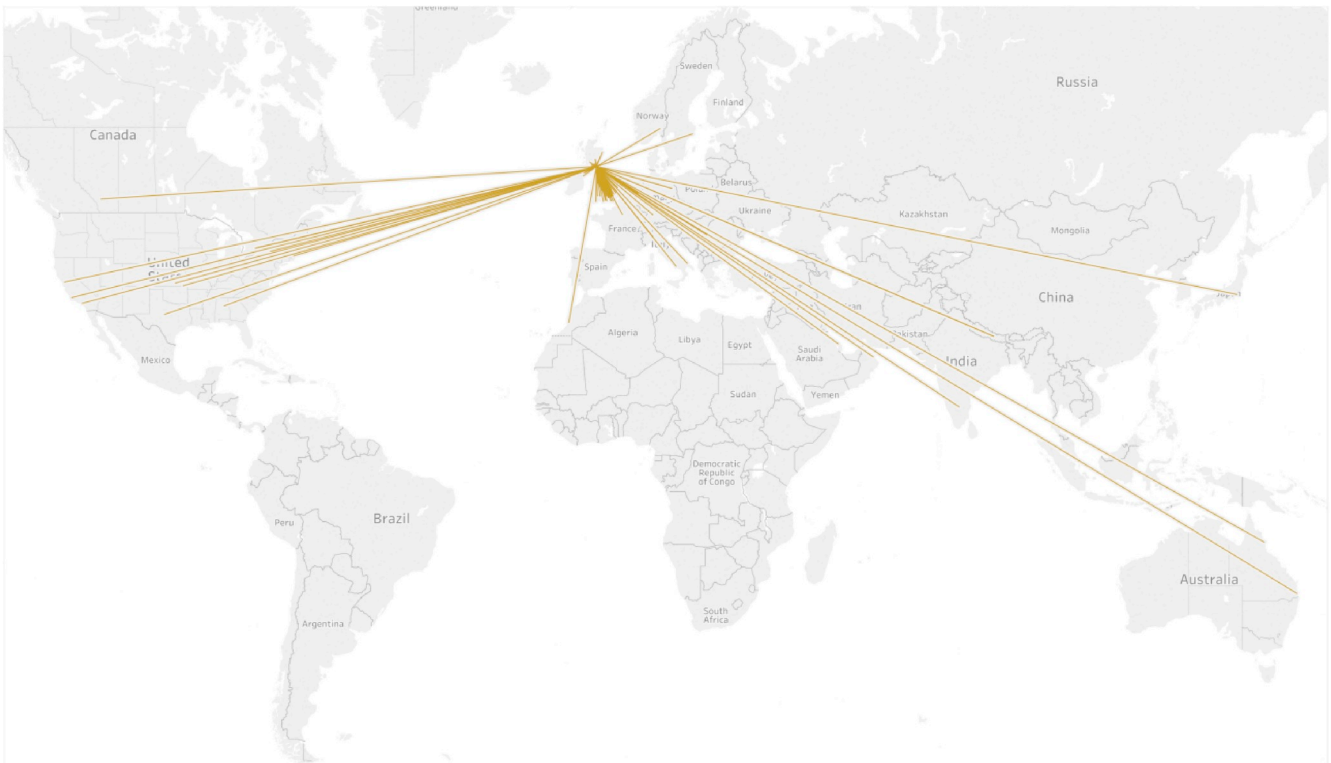 Greenland
Sweden
Russia
Finland
Norway
Canada
Belarus
Ukraine
Kazakhstan
Mongolia
France
United
Spain
China
Algeria
Libya
Egypt
Saudi
Arabia
India
Mexico
Sudan
Yemen
Democratic
Republic
of Congo
Peru
Brazil
Australia
South
Africa
Argentina